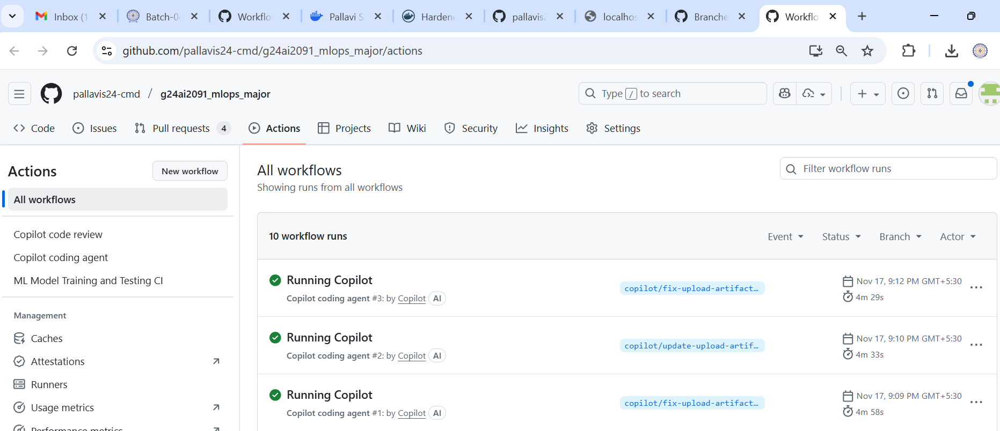 Inbox (1
Batch-0
Workflo
Pallavi S
Hardene
pallavis2
localhos
Branche
Workflo
github.com/pallavis24-cmd/g24ai2091_mlops_major/actions
pallavis24-cmd / g24ai2091_mlops_major
Type / to search
Code
Issues
Pull requests 4
Actions
Projects
Wiki
Security
Insights
Settings
Actions
New workflow
All workflows
Copilot code review
Copilot coding agent
ML Model Training and Testing CI
Management
Caches
Attestations
Runners
Usage metrics
Performance metrics
All workflows
Showing runs from all workflows
Filter workflow runs
10 workflow runs
Event
Status
Branch
Actor
Running Copilot
Copilot coding agent #3: by Copilot AI
copilot/fix-upload-artifact…
Nov 17, 9:12 PM GMT+5:30
4m 29s
Running Copilot
Copilot coding agent #2: by Copilot AI
copilot/update-upload-artif…
Nov 17, 9:10 PM GMT+5:30
4m 33s
Running Copilot
Copilot coding agent #1: by Copilot AI
copilot/fix-upload-artifact…
Nov 17, 9:09 PM GMT+5:30
4m 58s